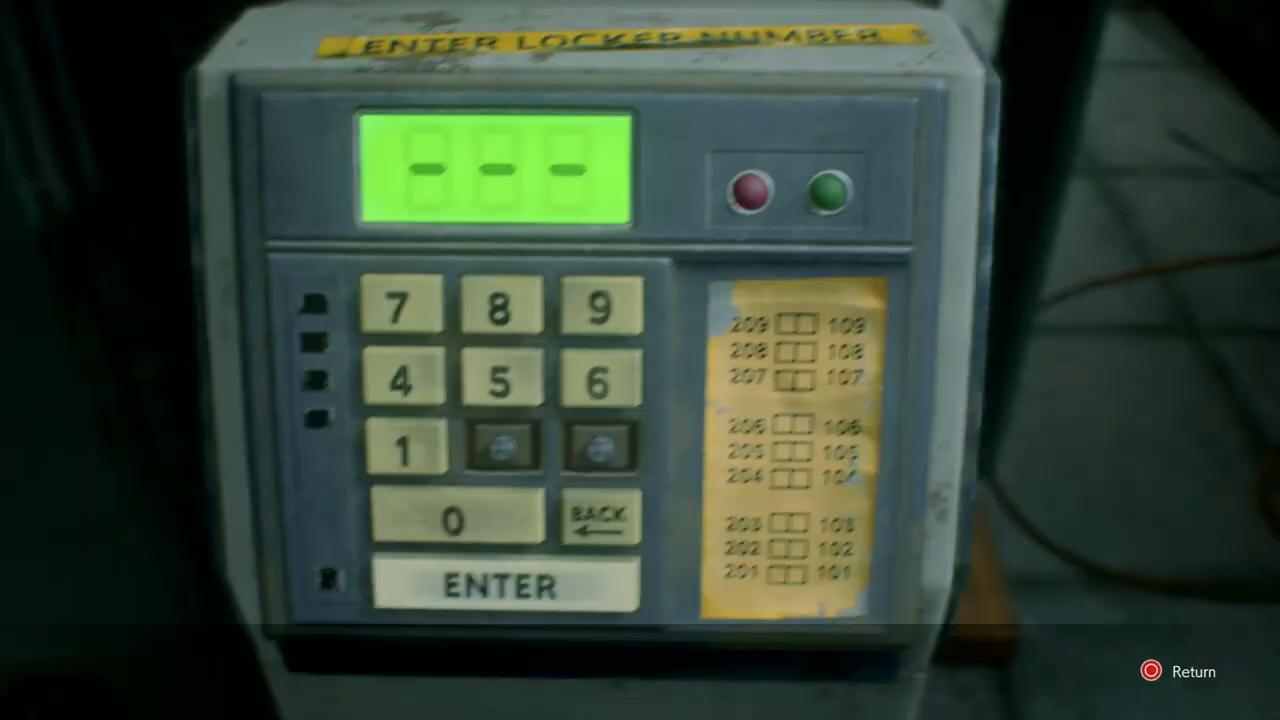 ENTER LOCKER NUMBER
- - -
7 8 9
4 5 6
1
0 BACK
ENTER
209 109
208 108
207 107
206 106
205 105
204 104
203 103
202 102
201 101
Return